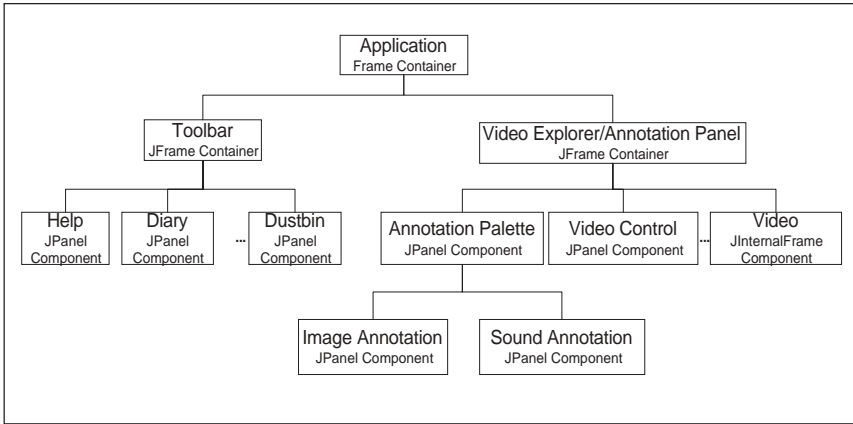 Application
Frame Container
Toolbar
JFrame Container
Video Explorer/Annotation Panel
JFrame Container
Help
JPanel
Component
Diary
JPanel
Component
...
Dustbin
JPanel
Component
Annotation Palette
JPanel Component
Video Control
JPanel Component
...
Video
JInternalFrame
Component
Image Annotation
JPanel Component
Sound Annotation
JPanel Component